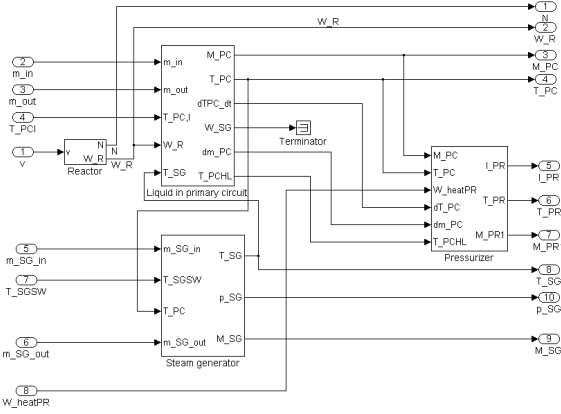 1
N
W_R
2
W_R
2
m_in
m_in
M_PC
3
M_PC
3
m_out
m_out
T_PC
4
T_PC
dTPC_dt
4
T_PCI
T_PC,I
W_SG
Terminator
1
v
v
N
N
W_R
W_R
Reactor
W_R
dm_PC
T_SG
T_PCHL
Liquid in primary circuit
M_PC
T_PC
W_heatPR
dT_PC
dm_PC
T_PCHL
I_PR
T_PR
M_PR1
Pressurizer
5
I_PR
6
T_PR
7
M_PR1
5
m_SG_in
m_SG_in
T_SG
8
T_SG
7
T_SGSW
T_SGSW
p_SG
10
p_SG
T_PC
6
m_SG_out
m_SG_out
M_SG
9
M_SG
Steam generator
8
W_heatPR